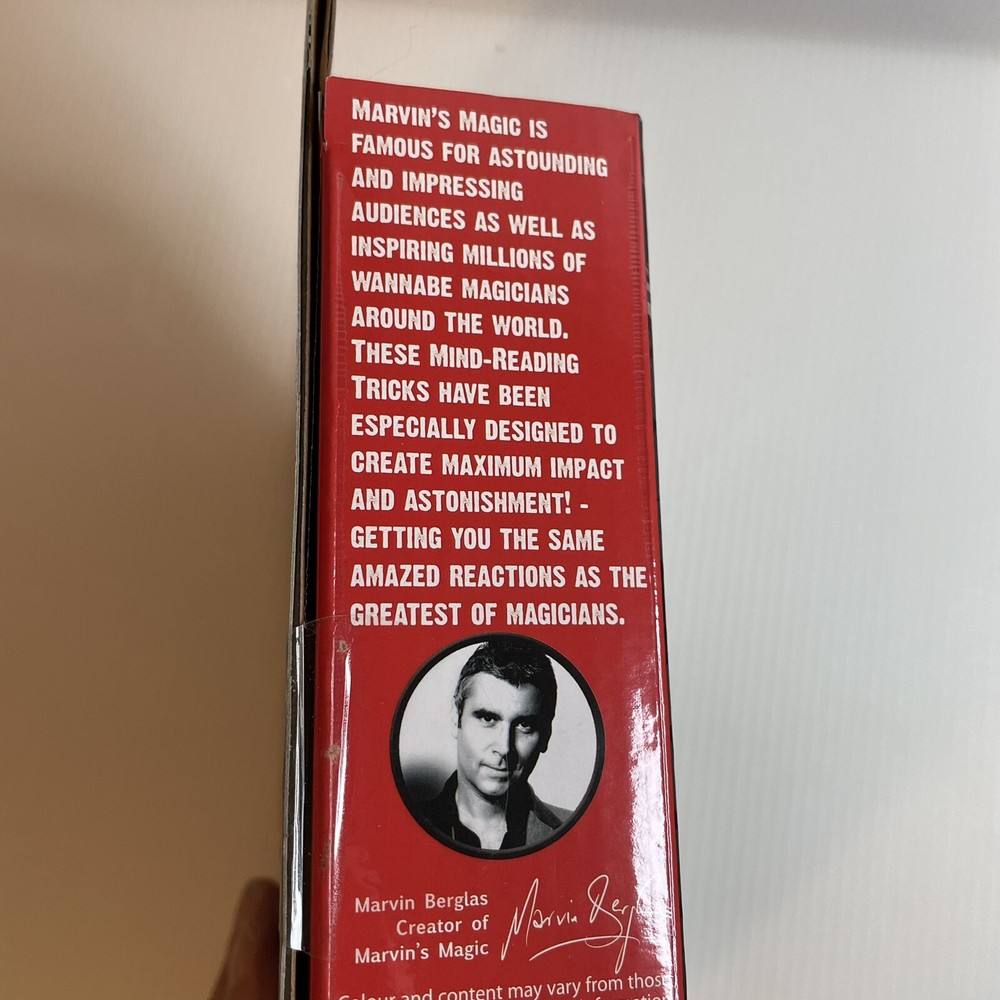 MARVIN'S MAGIC IS
FAMOUS FOR ASTOUNDING
AND IMPRESSING
AUDIENCES AS WELL AS
INSPIRING MILLIONS OF
WANNABE MAGICIANS
AROUND THE WORLD.
THESE MIND-READING
TRICKS HAVE BEEN
ESPECIALLY DESIGNED TO
CREATE MAXIMUM IMPACT
AND ASTONISHMENT! -
GETTING YOU THE SAME
AMAZED REACTIONS AS THE
GREATEST OF MAGICIANS.
Marvin Berglas
Creator of
Marvin's Magic
Marvin
Colour and content may vary from those